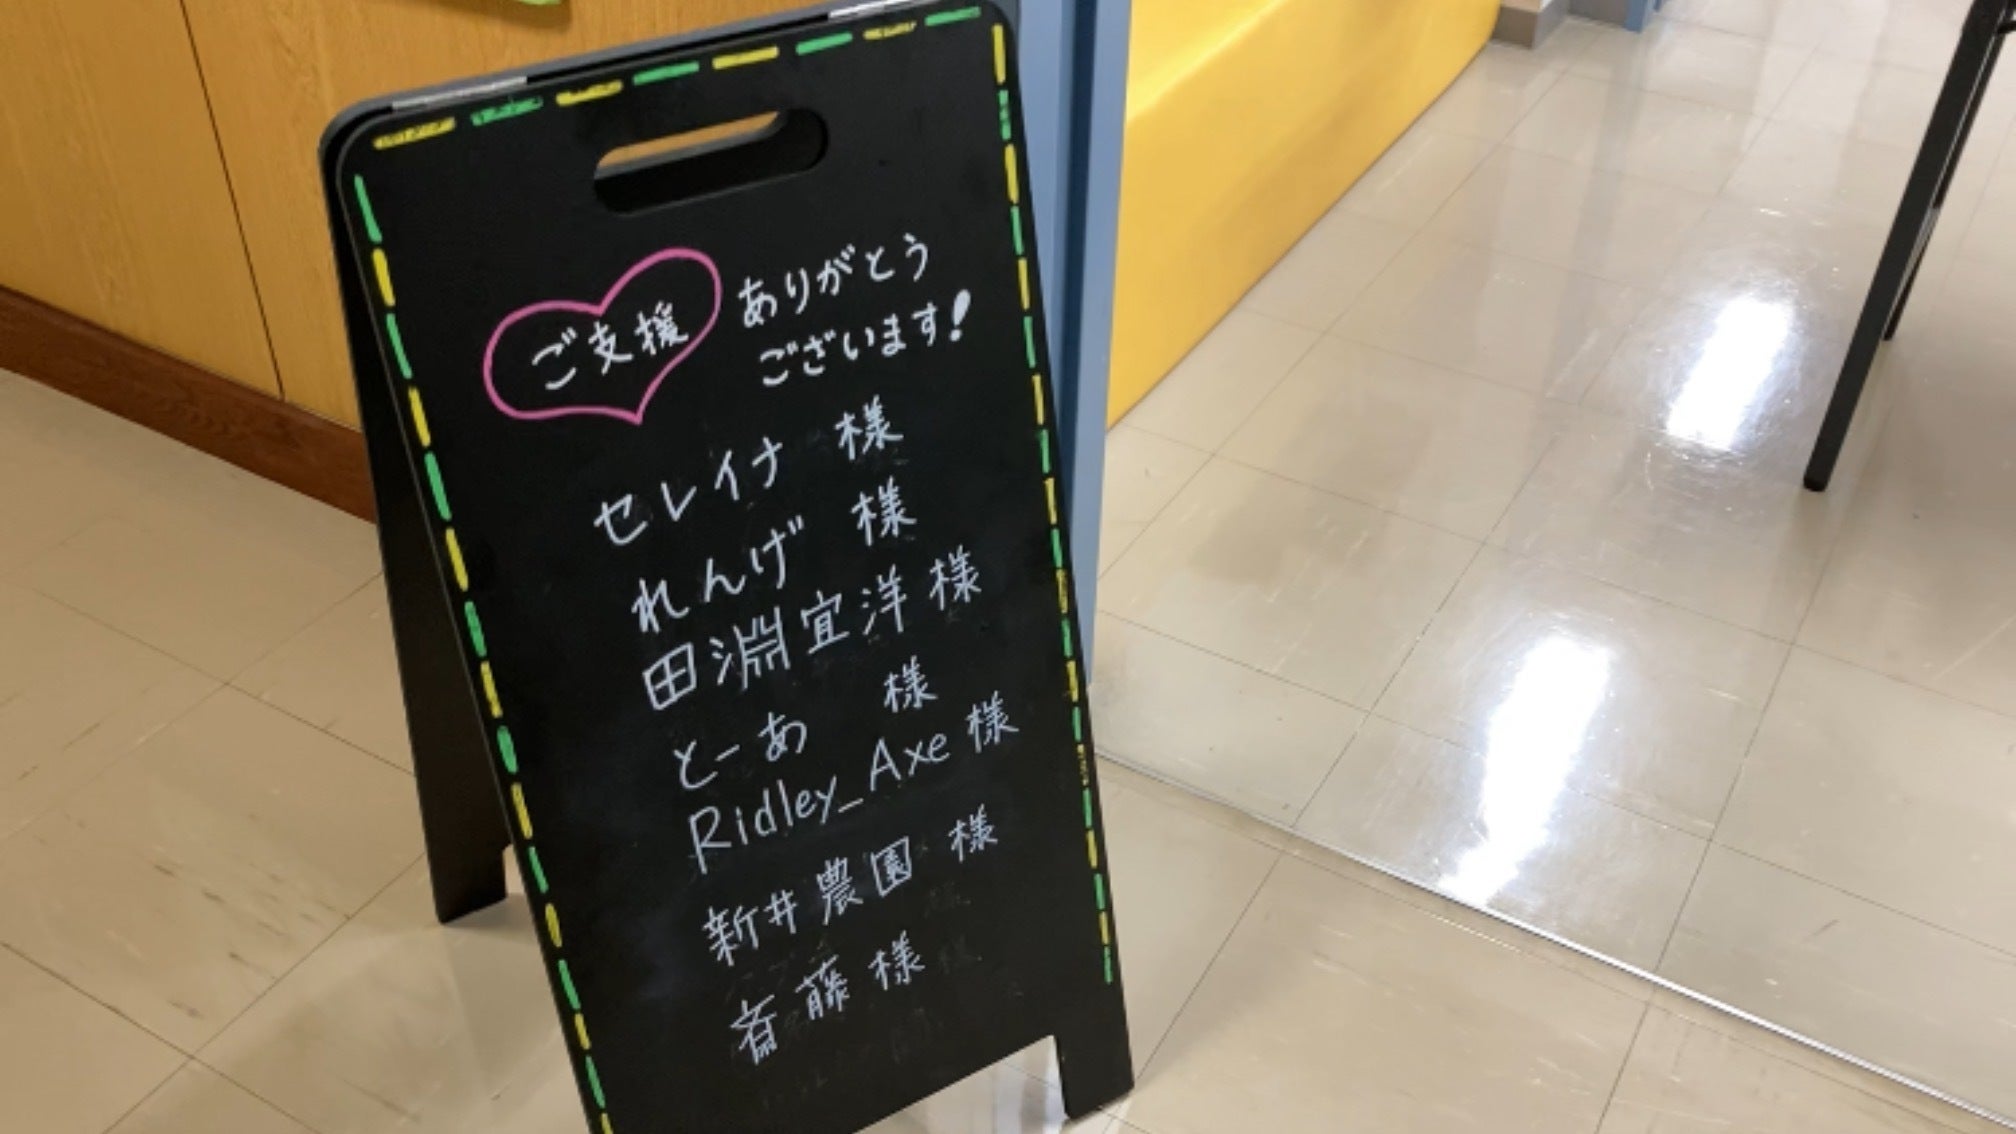 ご支援 ありがとう
ございます!
セレイナ 様
れんげ 様
田淵宜洋様
とーあ 様
Ridley_Axe 様
新井農園 様
斎藤様